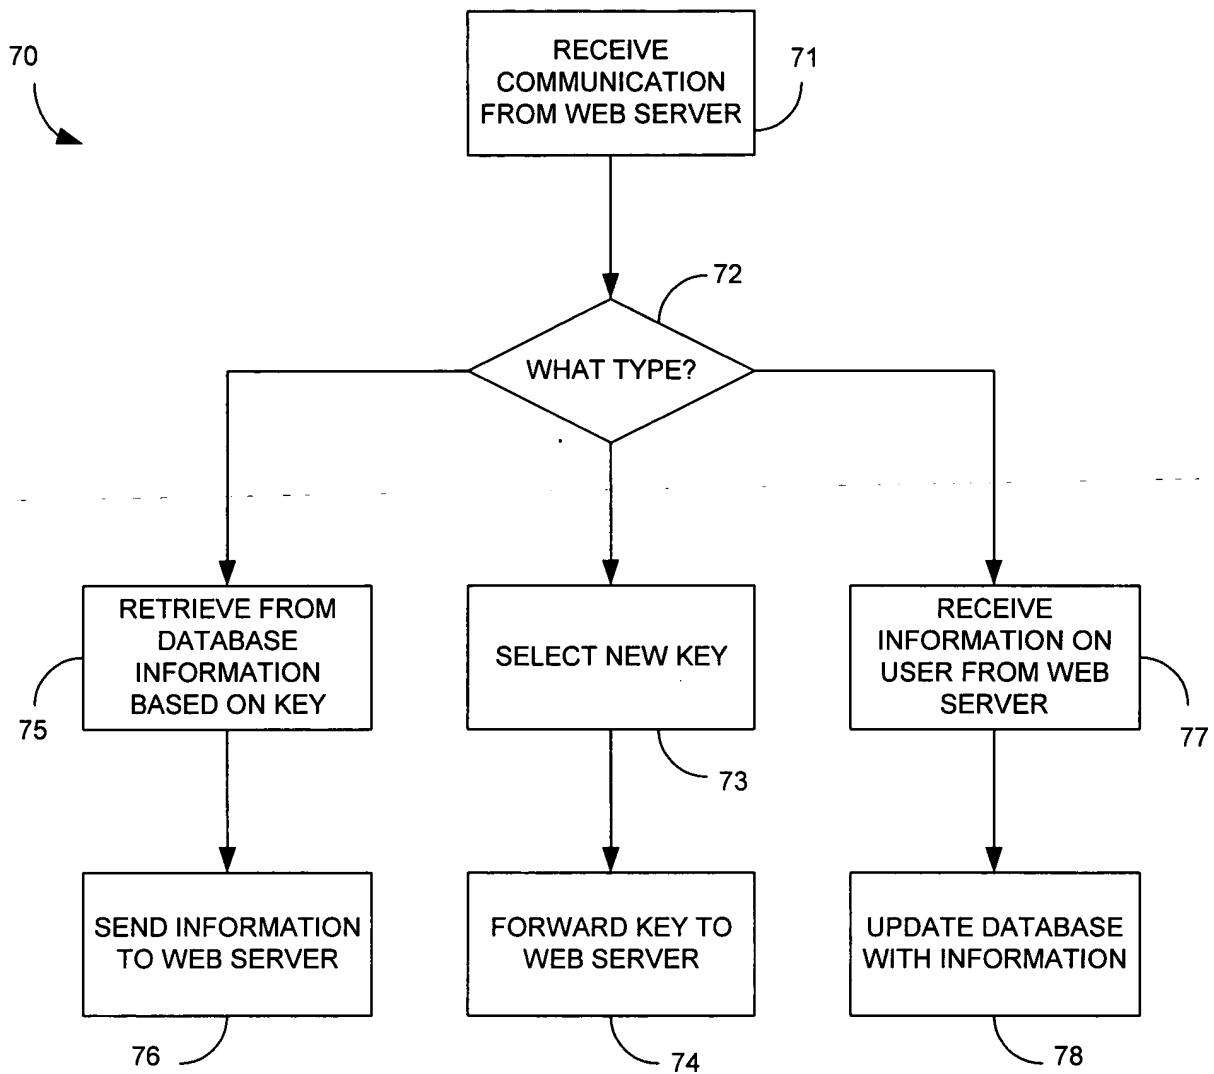 70
RECEIVE
COMMUNICATION
FROM WEB SERVER
71
72
WHAT TYPE?
RETRIEVE FROM
DATABASE
INFORMATION
BASED ON KEY
75
SELECT NEW KEY
73
RECEIVE
INFORMATION ON
USER FROM WEB
SERVER
77
SEND INFORMATION
TO WEB SERVER
76
FORWARD KEY TO
WEB SERVER
74
UPDATE DATABASE
WITH INFORMATION
78